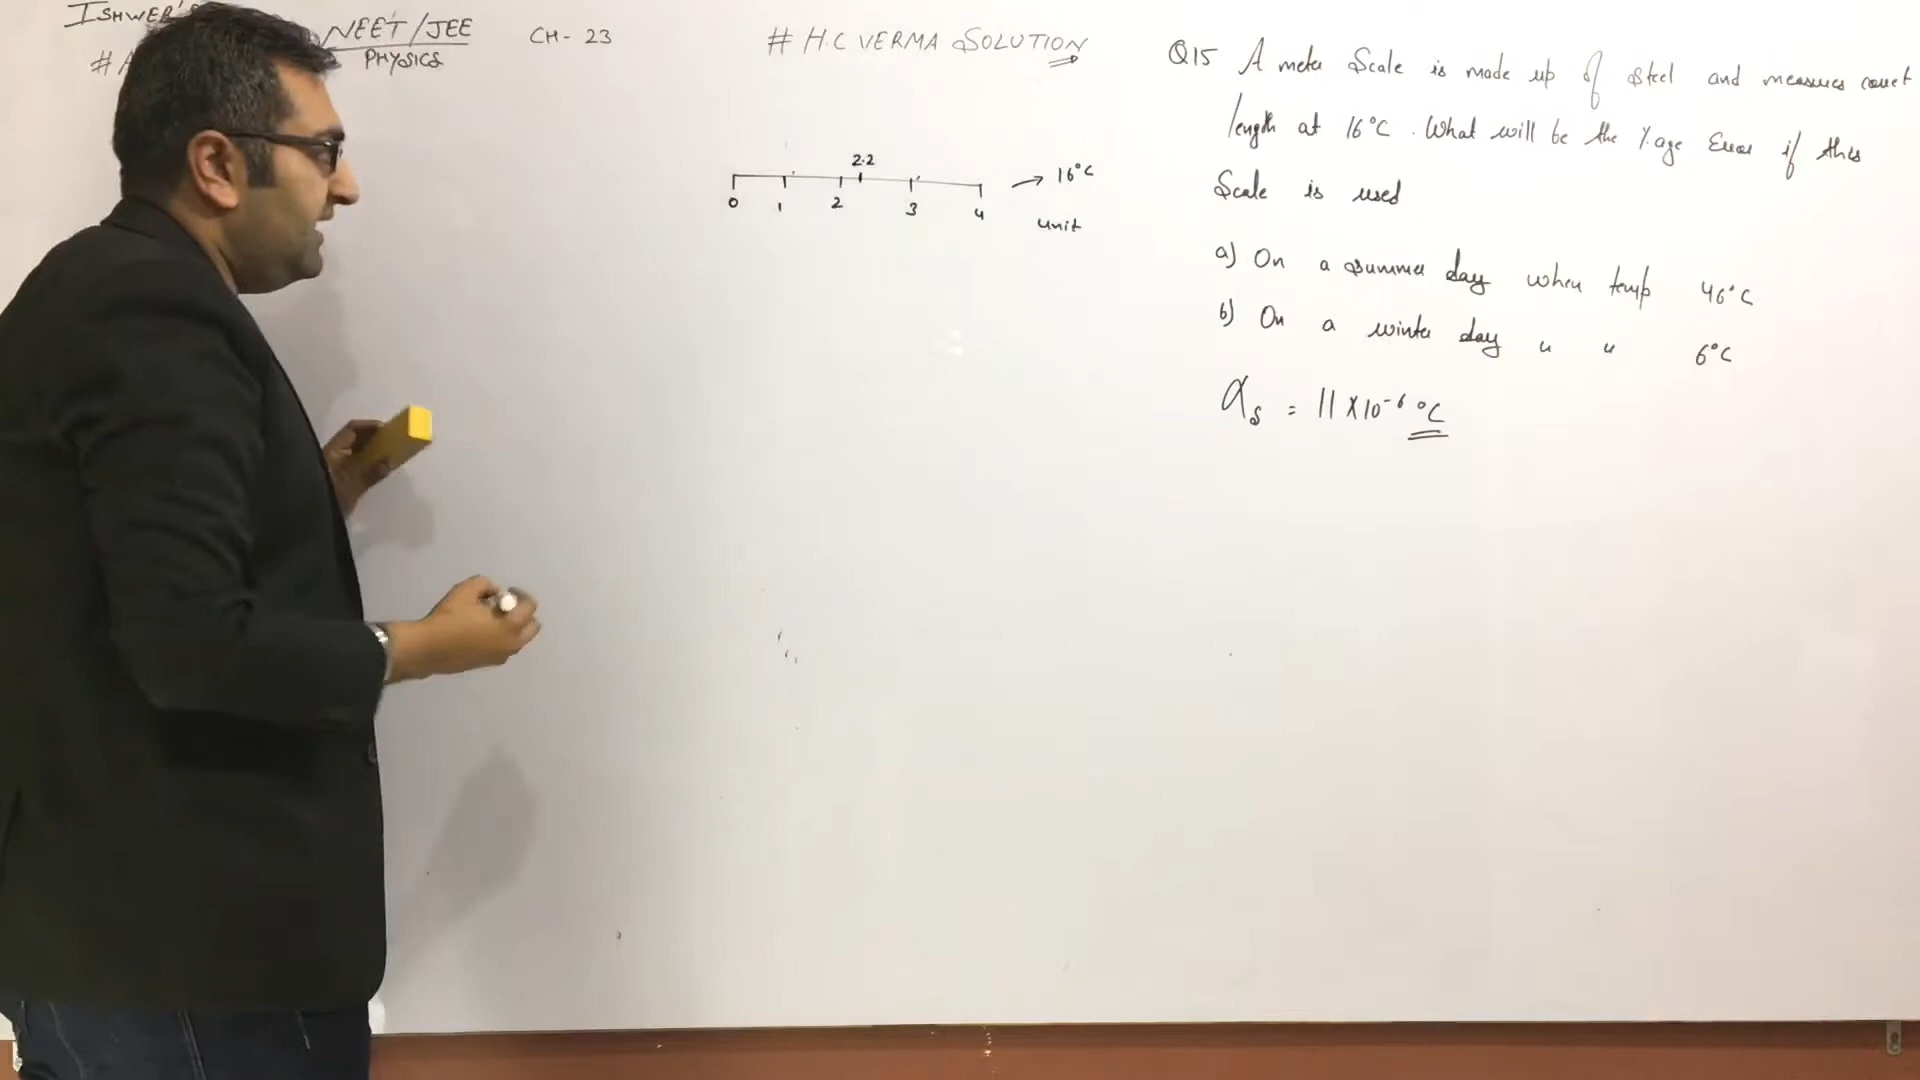 ISHWER'S
NEET/JEE
PHYSICS
CH- 23
# H.C VERMA SOLUTION
2.2
0 1 2 3 4
→ 16°C
unit
Q15 A meter Scale is made up of steel and measures correct
length at 16°C. What will be the %age Error if this
Scale is used
a) On a summer day when temp 46°C
b) On a winter day u u 6°C
αs = 11 x 10⁻⁶ °C